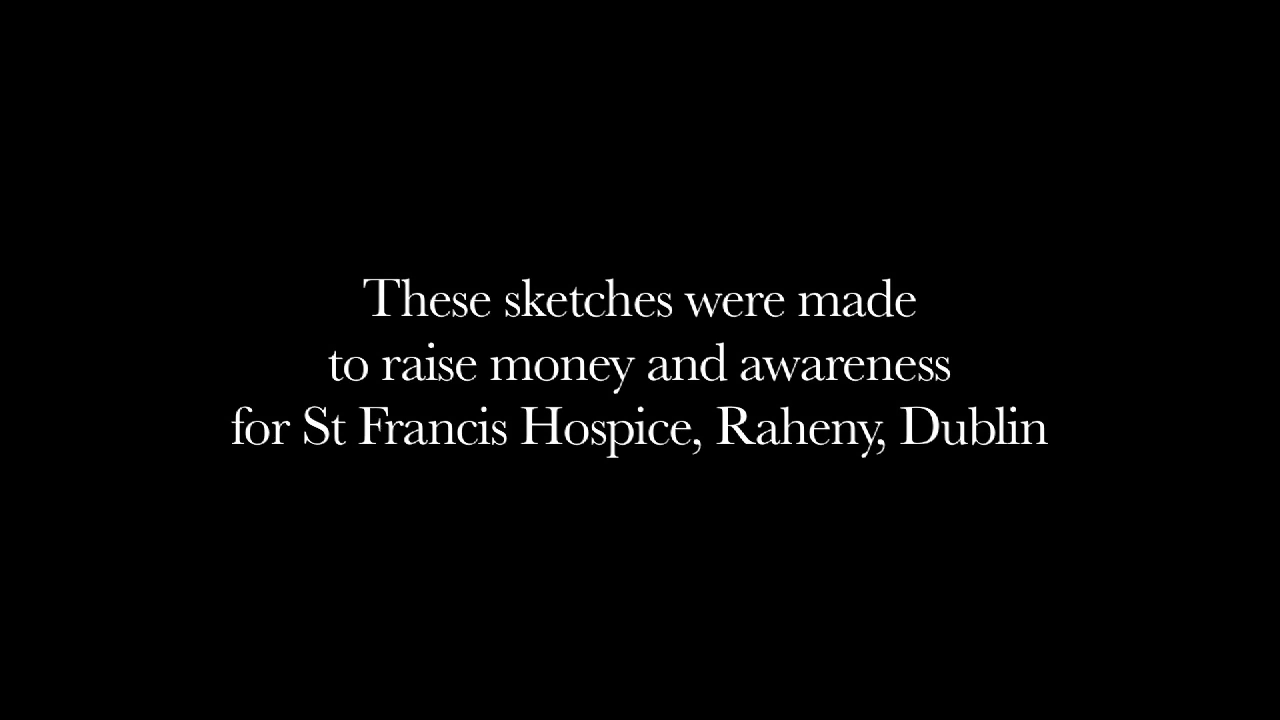 These sketches were made
to raise money and awareness
for St Francis Hospice, Raheny, Dublin